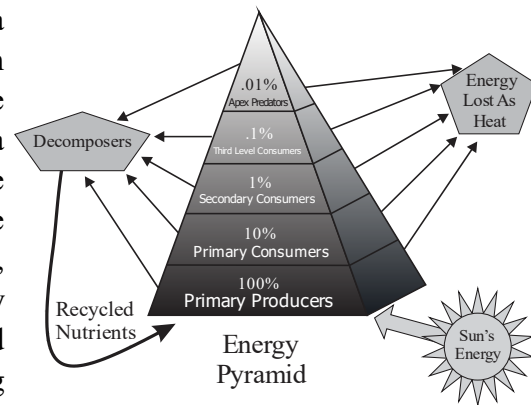 a
n
e
a
e
e
,
y
d
g
.01%
Apex Predators
.1%
Third Level Consumers
1%
Secondary Consumers
10%
Primary Consumers
100%
Primary Producers
Decomposers
Energy
Lost As
Heat
Recycled
Nutrients
Sun's
Energy
Energy
Pyramid